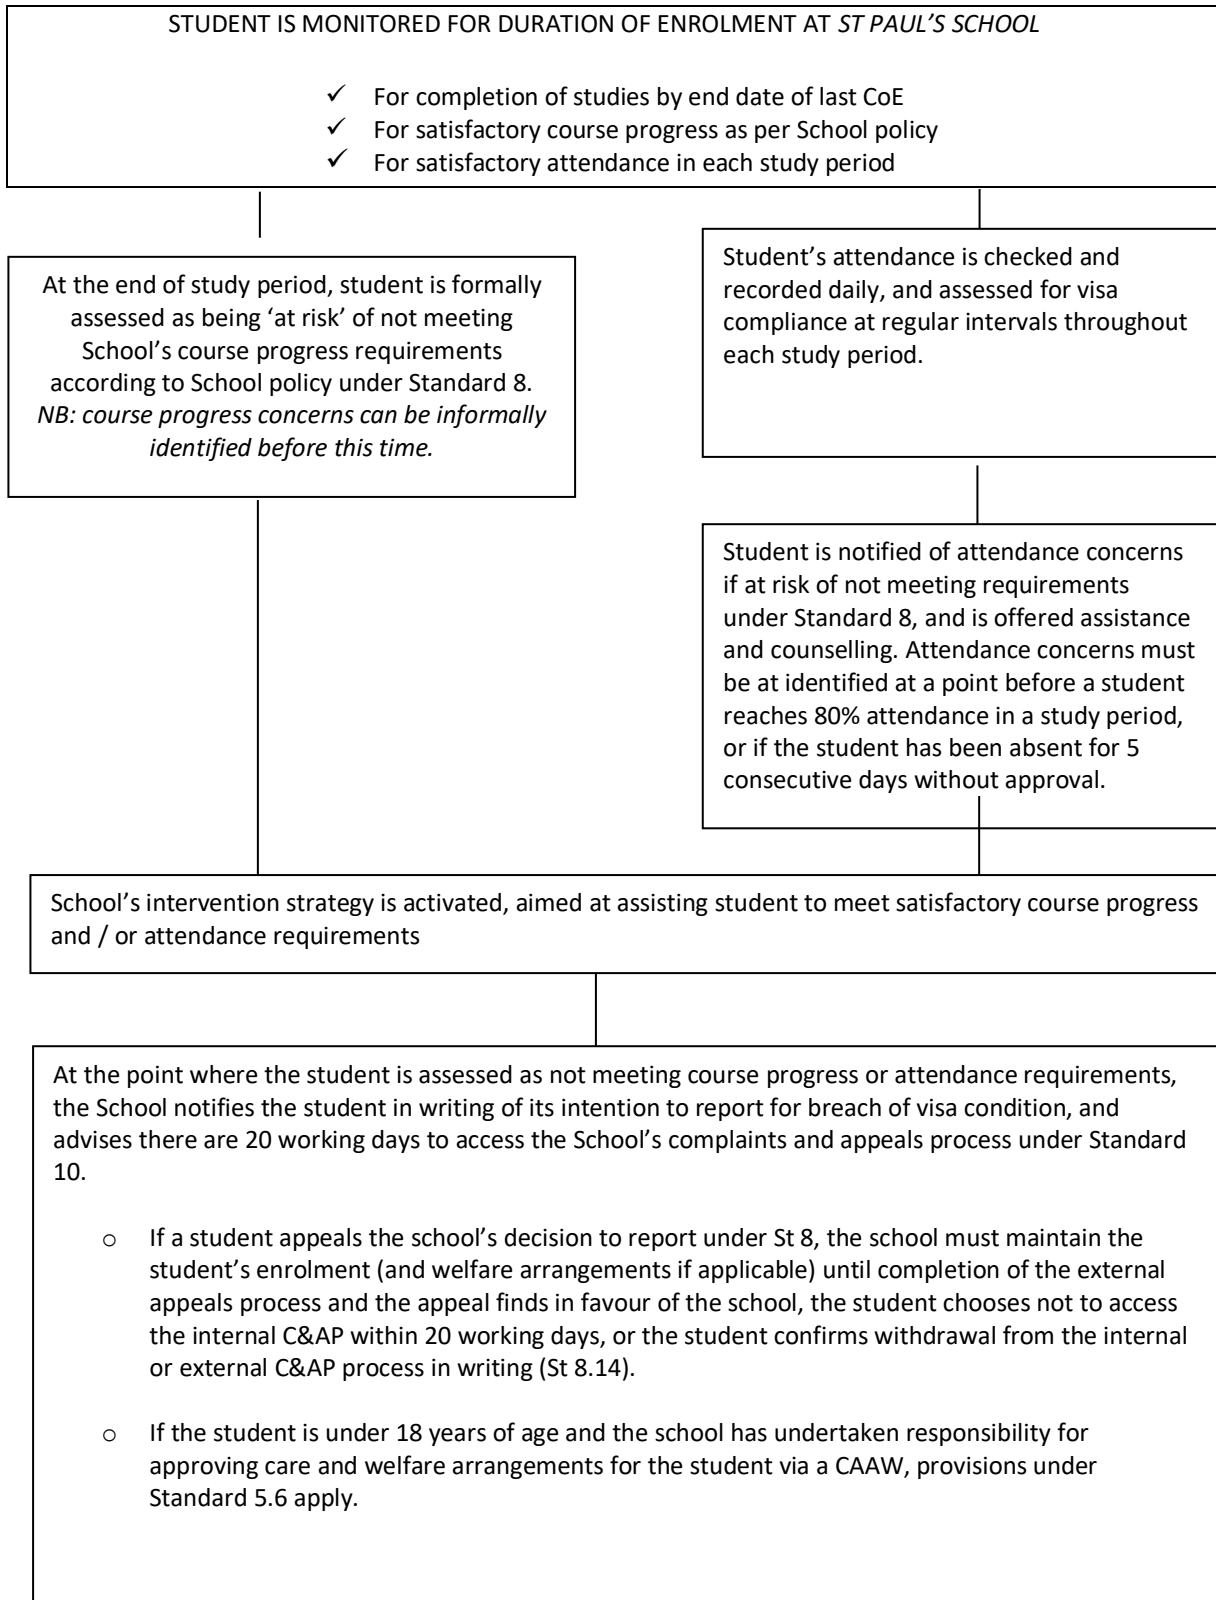 STUDENT IS MONITORED FOR DURATION OF ENROLMENT AT ST PAUL’S SCHOOL
✓ For completion of studies by end date of last CoE
✓ For satisfactory course progress as per School policy
✓ For satisfactory attendance in each study period
At the end of study period, student is formally
assessed as being ‘at risk’ of not meeting
School’s course progress requirements
according to School policy under Standard 8.
NB: course progress concerns can be informally
identified before this time.
Student’s attendance is checked and
recorded daily, and assessed for visa
compliance at regular intervals throughout
each study period.
Student is notified of attendance concerns
if at risk of not meeting requirements
under Standard 8, and is offered assistance
and counselling. Attendance concerns must
be at identified at a point before a student
reaches 80% attendance in a study period,
or if the student has been absent for 5
consecutive days without approval.
School’s intervention strategy is activated, aimed at assisting student to meet satisfactory course progress
and / or attendance requirements
At the point where the student is assessed as not meeting course progress or attendance requirements,
the School notifies the student in writing of its intention to report for breach of visa condition, and
advises there are 20 working days to access the School’s complaints and appeals process under Standard
10.
o If a student appeals the school’s decision to report under St 8, the school must maintain the
student’s enrolment (and welfare arrangements if applicable) until completion of the external
appeals process and the appeal finds in favour of the school, the student chooses not to access
the internal C&AP within 20 working days, or the student confirms withdrawal from the internal
or external C&AP process in writing (St 8.14).
o If the student is under 18 years of age and the school has undertaken responsibility for
approving care and welfare arrangements for the student via a CAAW, provisions under
Standard 5.6 apply.